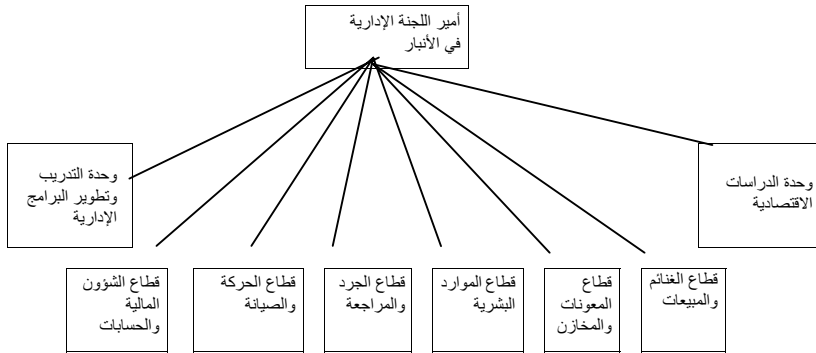 أمير اللجنة الإدارية
في الأنبار
وحدة الدراسات
الاقتصادية
وحدة التدريب
وتطوير البرامج
الإدارية
قطاع الغنائم
والمبيعات
قطاع
المعونات
والمخازن
قطاع الموارد
البشرية
قطاع الجرد
والمراجعة
قطاع الحركة
والصيانة
قطاع الشؤون
المالية
والحسابات